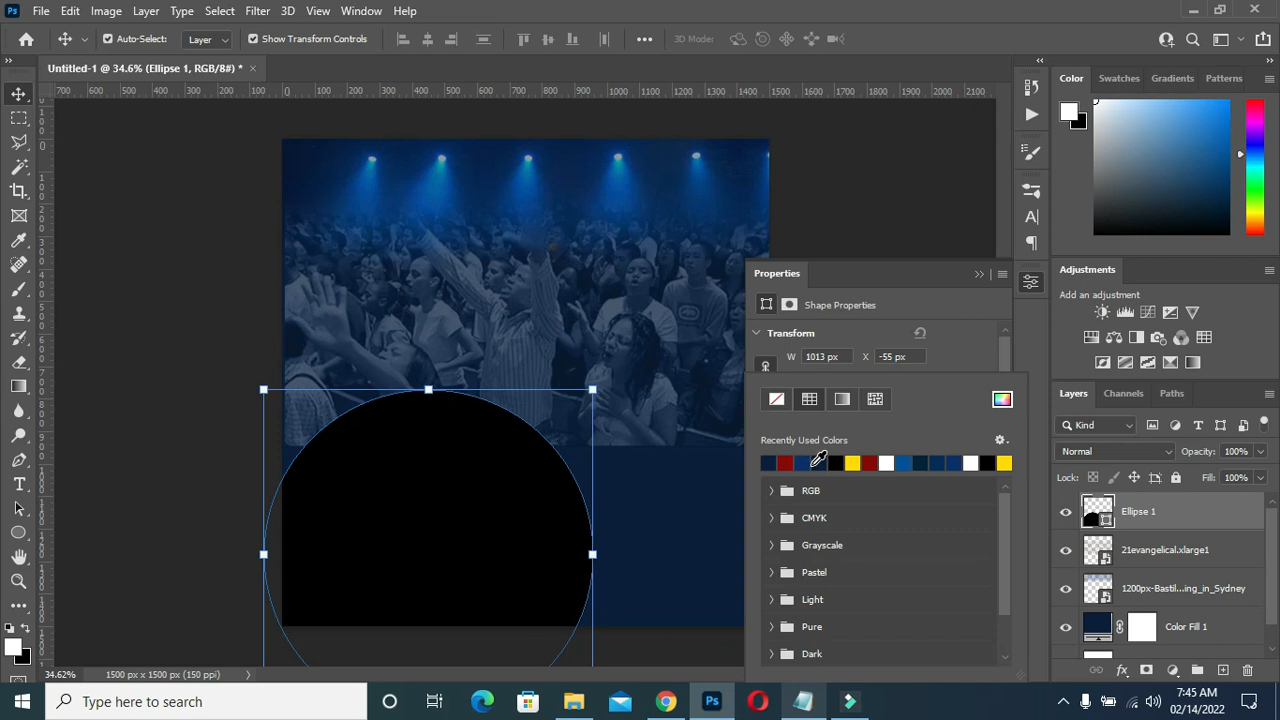 Ps File Edit Image Layer Type Select Filter 3D View Window Help
Auto-Select: Layer Show Transform Controls 3D Mode:
Untitled-1 @ 34.6% (Ellipse 1, RGB/8#) *
700 600 500 400 300 200 100 0 100 200 300 400 500 600 700 800 900 1000 1100 1200 1300 1400 1500 1600 1700 1800 1900 2000 2100
Color Swatches Gradients Patterns
Properties
Shape Properties
Transform
W 1013 px X -55 px
Recently Used Colors
RGB
CMYK
Grayscale
Pastel
Light
Pure
Dark
Adjustments
Add an adjustment
Layers Channels Paths
Kind
Normal Opacity: 100%
Lock: Fill: 100%
Ellipse 1
21evangelical.xlarge1
1200px-Bastil...ing_in_Sydney
Color Fill 1
34.62% 1500 px x 1500 px (150 ppi)
Type here to search
7:45 AM
02/14/2022